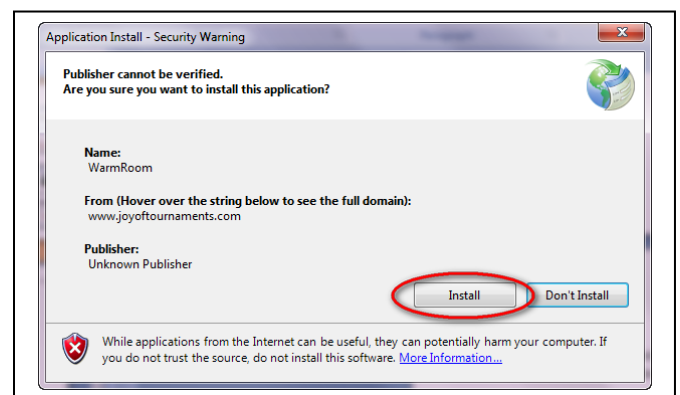 Application Install - Security Warning
Publisher cannot be verified.
Are you sure you want to install this application?
Name:
WarmRoom
From (Hover over the string below to see the full domain):
www.joyoftournaments.com
Publisher:
Unknown Publisher
Install
Don't Install
While applications from the Internet can be useful, they can potentially harm your computer. If
you do not trust the source, do not install this software. More Information...